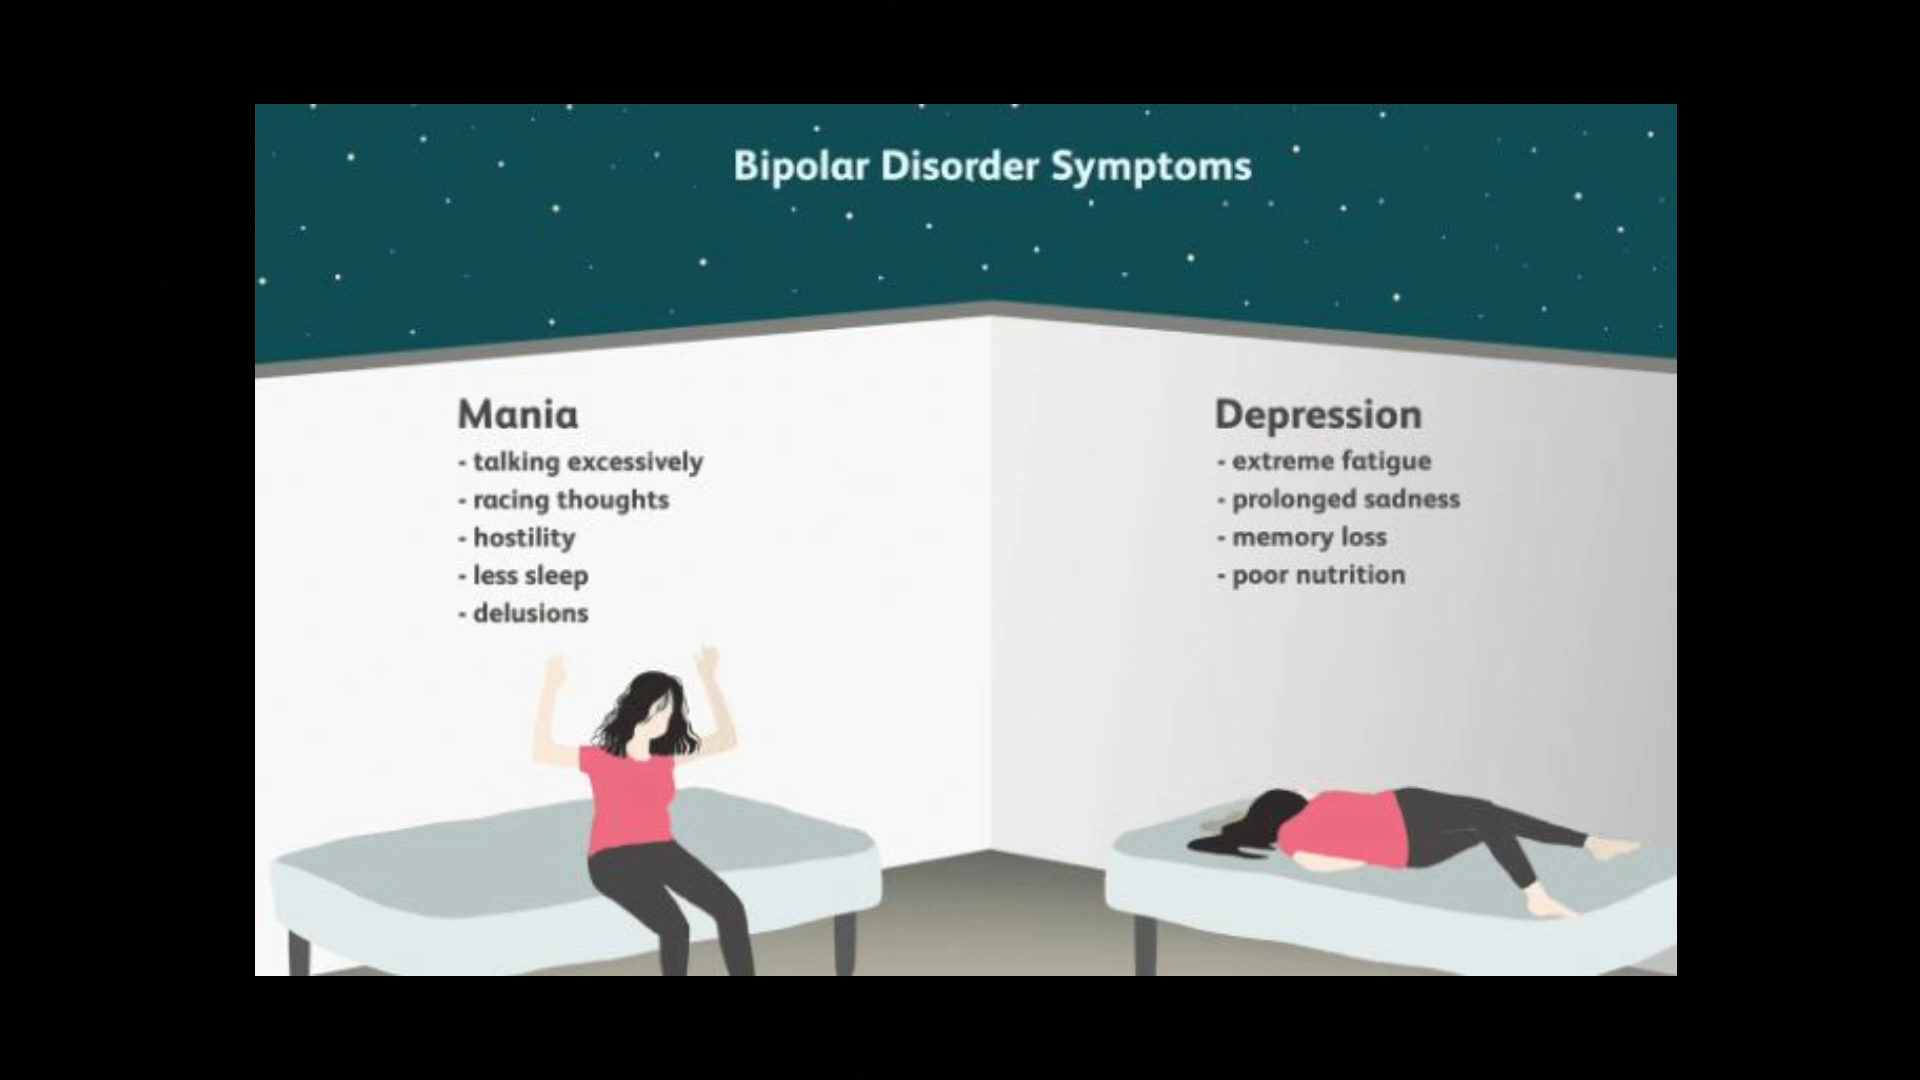 Bipolar Disorder Symptoms
Mania
- talking excessively
- racing thoughts
- hostility
- less sleep
- delusions
Depression
- extreme fatigue
- prolonged sadness
- memory loss
- poor nutrition